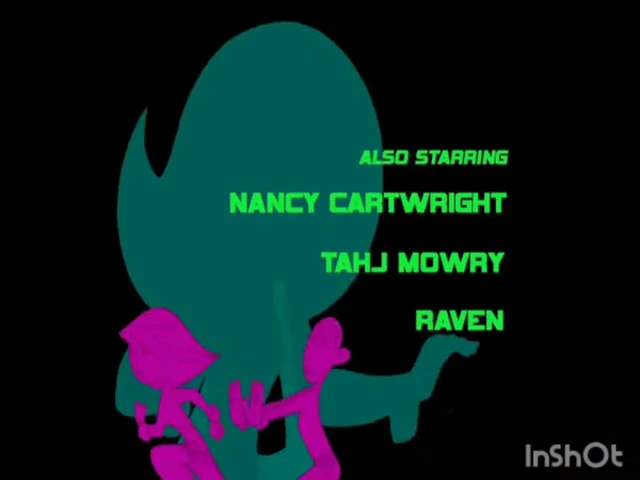 ALSO STARRING
NANCY CARTWRIGHT
TAHJ MOWRY
RAVEN
InShOt